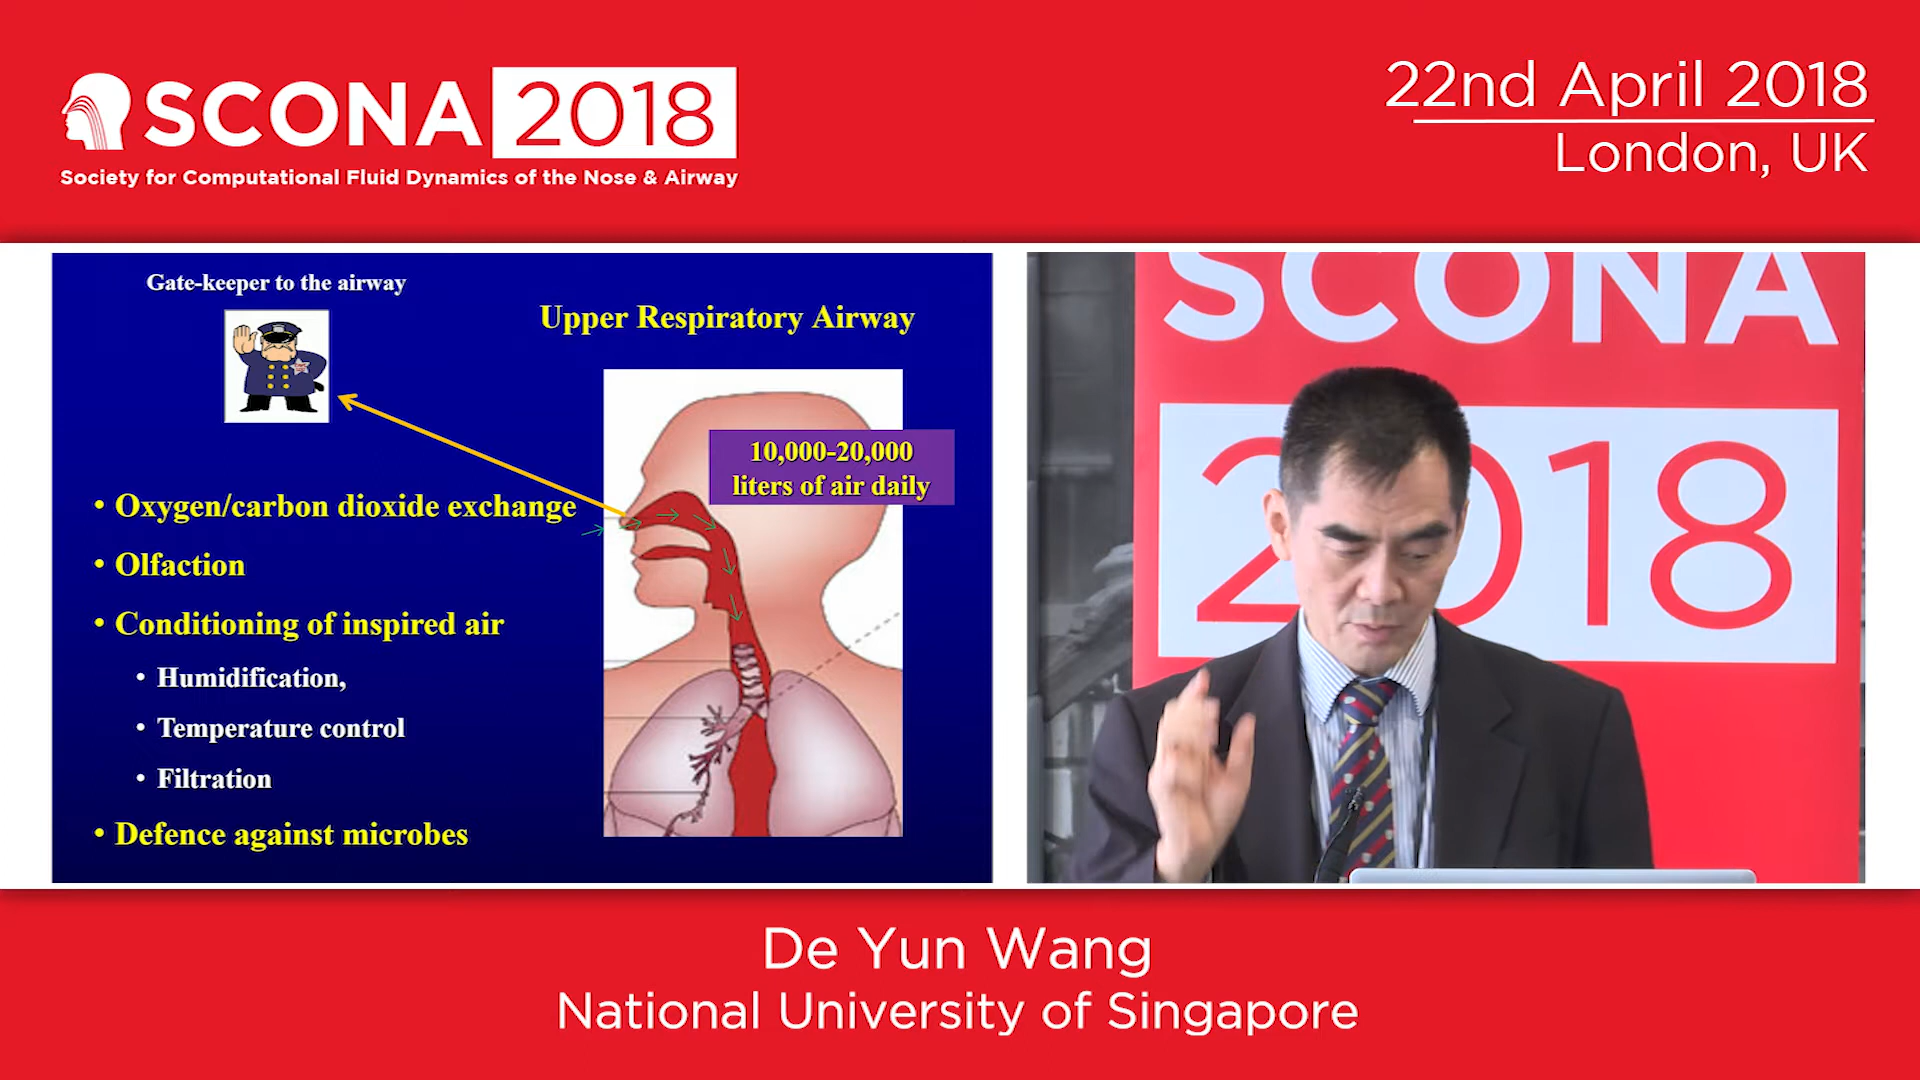 SCONA 2018
Society for Computational Fluid Dynamics of the Nose & Airway
22nd April 2018
London, UK
Gate-keeper to the airway
Upper Respiratory Airway
10,000-20,000
liters of air daily
• Oxygen/carbon dioxide exchange
• Olfaction
• Conditioning of inspired air
• Humidification,
• Temperature control
• Filtration
• Defence against microbes
SCONA
2018
De Yun Wang
National University of Singapore